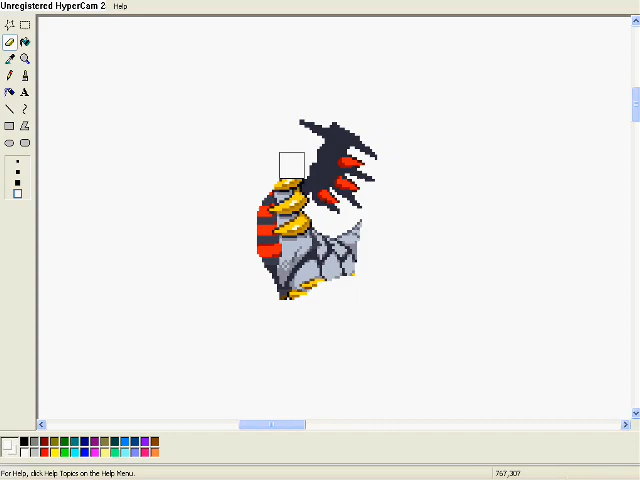 Unregistered HyperCam 2 Help
A
For Help, click Help Topics on the Help Menu. 767,307